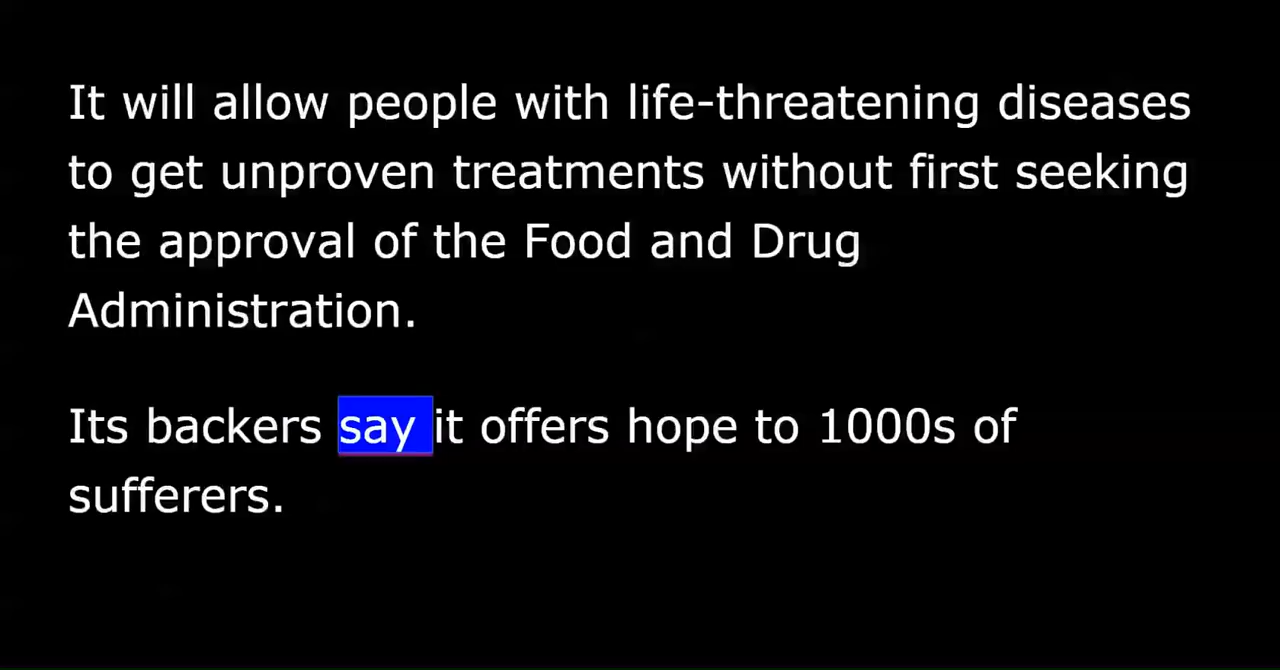 It will allow people with life-threatening diseases
to get unproven treatments without first seeking
the approval of the Food and Drug
Administration.
Its backers say it offers hope to 1000s of
sufferers.